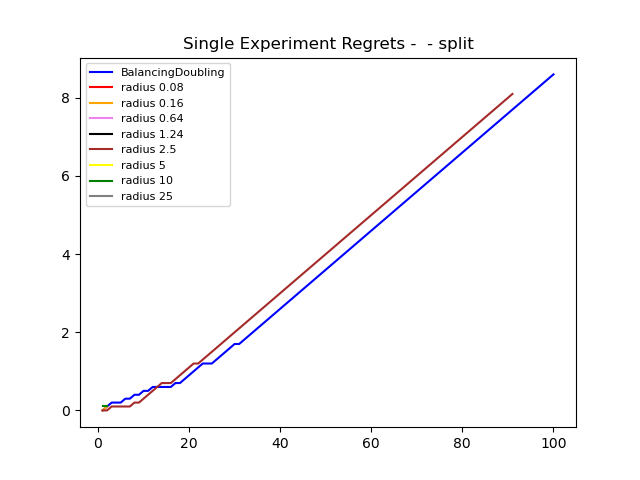 Single Experiment Regrets -  - split
BalancingDoubling
radius 0.08
radius 0.16
radius 0.64
radius 1.24
radius 2.5
radius 5
radius 10
radius 25
8
6
4
2
0
0 20 40 60 80 100